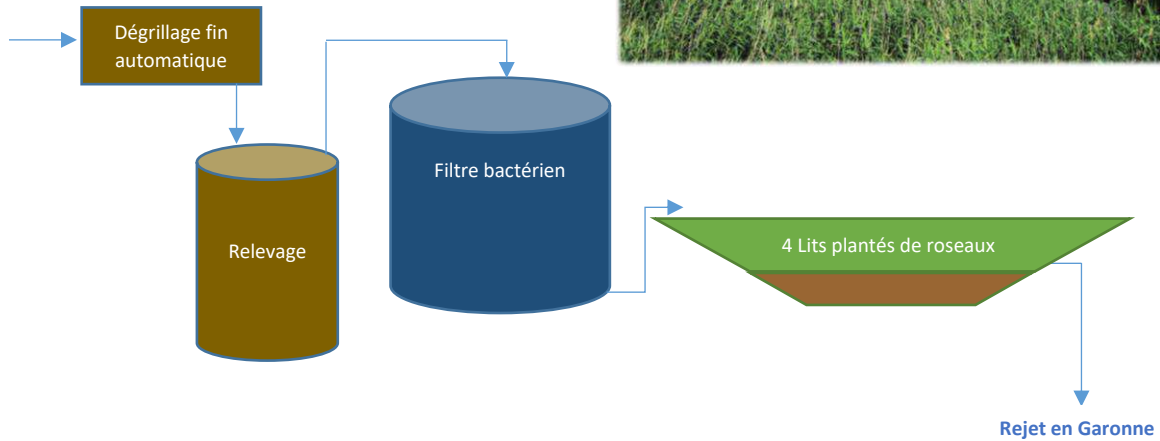 Dégrillage fin
automatique
Relevage
Filtre bactérien
4 Lits plantés de roseaux
Rejet en Garonne